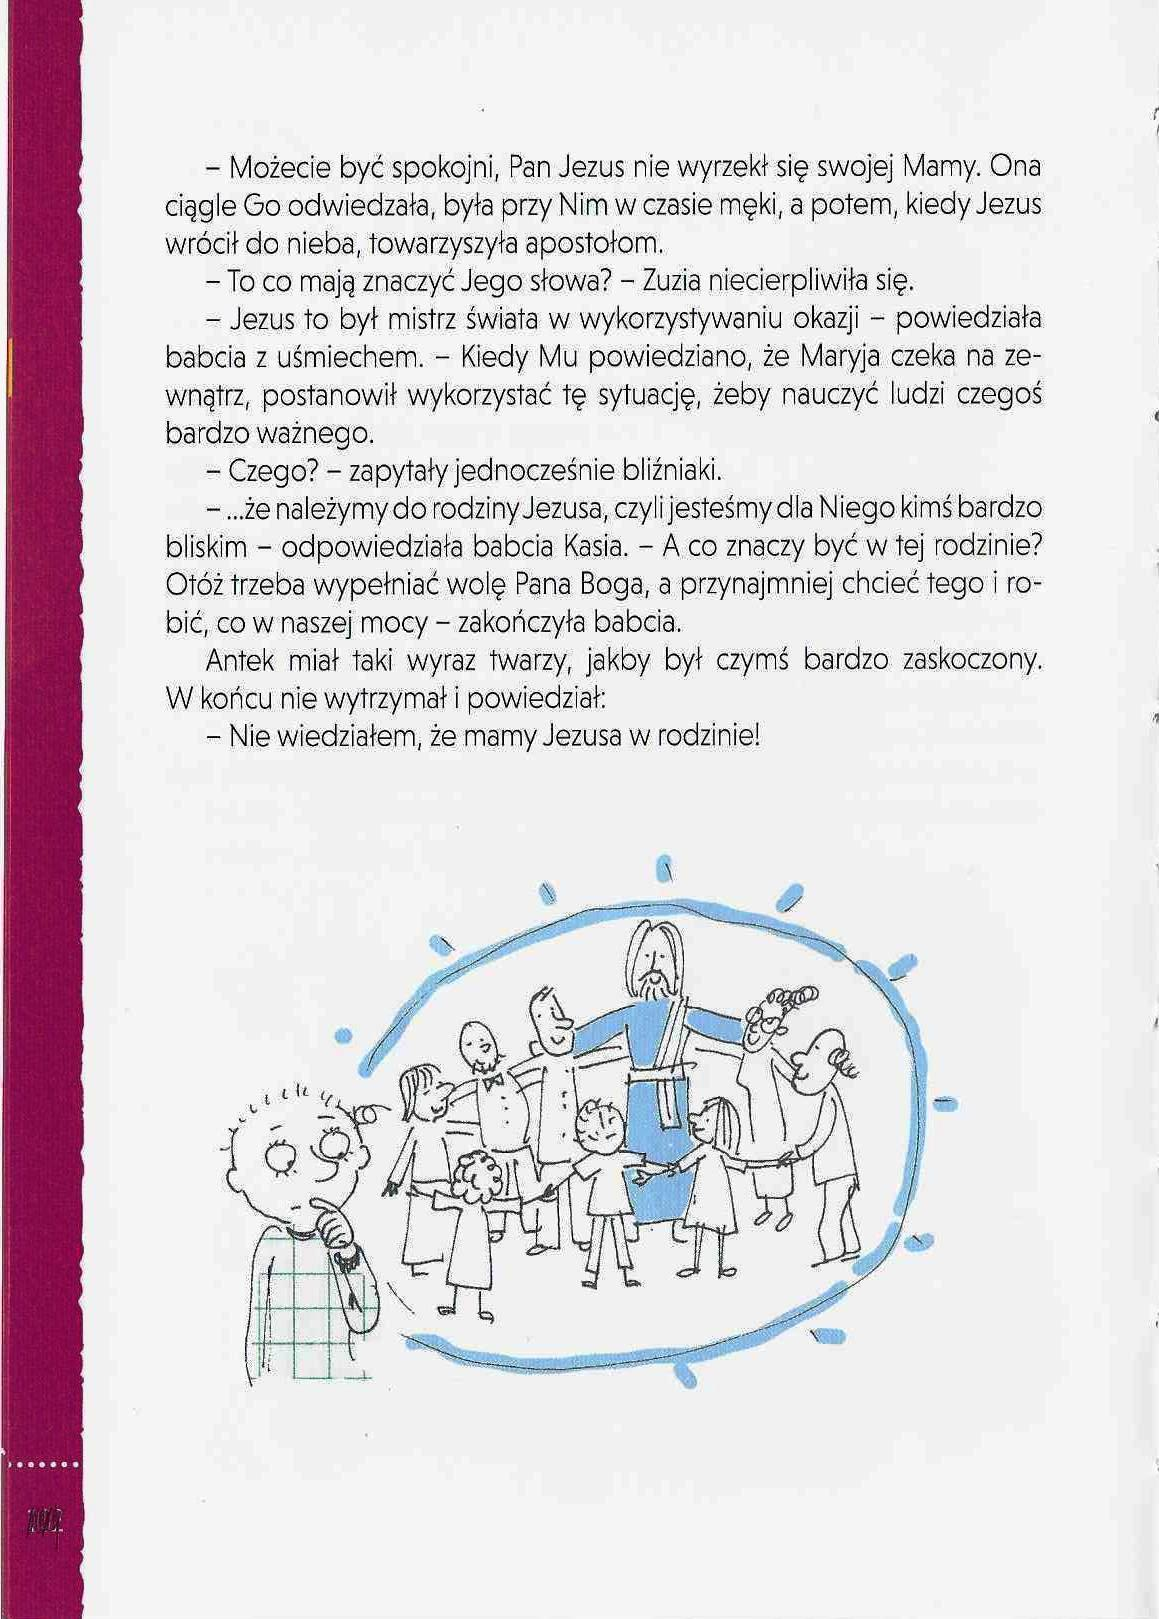 – Możecie być spokojni, Pan Jezus nie wyrzekł się swojej Mamy. Ona
ciągle Go odwiedzała, była przy Nim w czasie męki, a potem, kiedy Jezus
wrócił do nieba, towarzyszyła apostołom.
– To co mają znaczyć Jego słowa? – Zuzia niecierpliwiła się.
– Jezus to był mistrz świata w wykorzystywaniu okazji – powiedziała
babcia z uśmiechem. – Kiedy Mu powiedziano, że Maryja czeka na ze-
wnątrz, postanowił wykorzystać tę sytuację, żeby nauczyć ludzi czegoś
bardzo ważnego.
– Czego? – zapytały jednocześnie bliźniaki.
– ...że należymy do rodziny Jezusa, czyli jesteśmy dla Niego kimś bardzo
bliskim – odpowiedziała babcia Kasia. – A co znaczy być w tej rodzinie?
Otóż trzeba wypełniać wolę Pana Boga, a przynajmniej chcieć tego i ro-
bić, co w naszej mocy – zakończyła babcia.
Antek miał taki wyraz twarzy, jakby był czymś bardzo zaskoczony.
W końcu nie wytrzymał i powiedział:
– Nie wiedziałem, że mamy Jezusa w rodzinie!